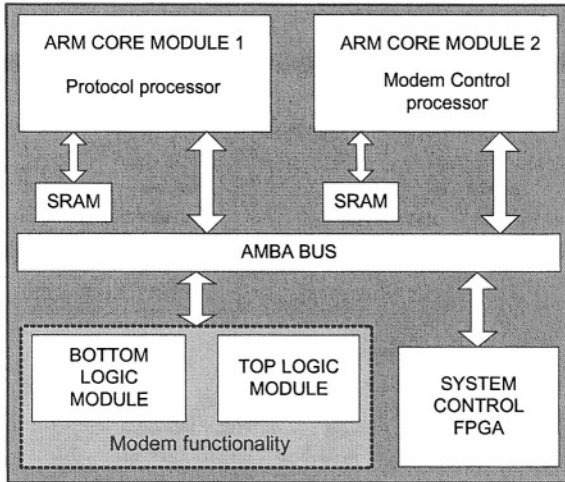 ARM CORE MODULE 1
Protocol processor
ARM CORE MODULE 2
Modem Control
processor
SRAM
SRAM
AMBA BUS
BOTTOM
LOGIC
MODULE
TOP LOGIC
MODULE
Modem functionality
SYSTEM
CONTROL
FPGA